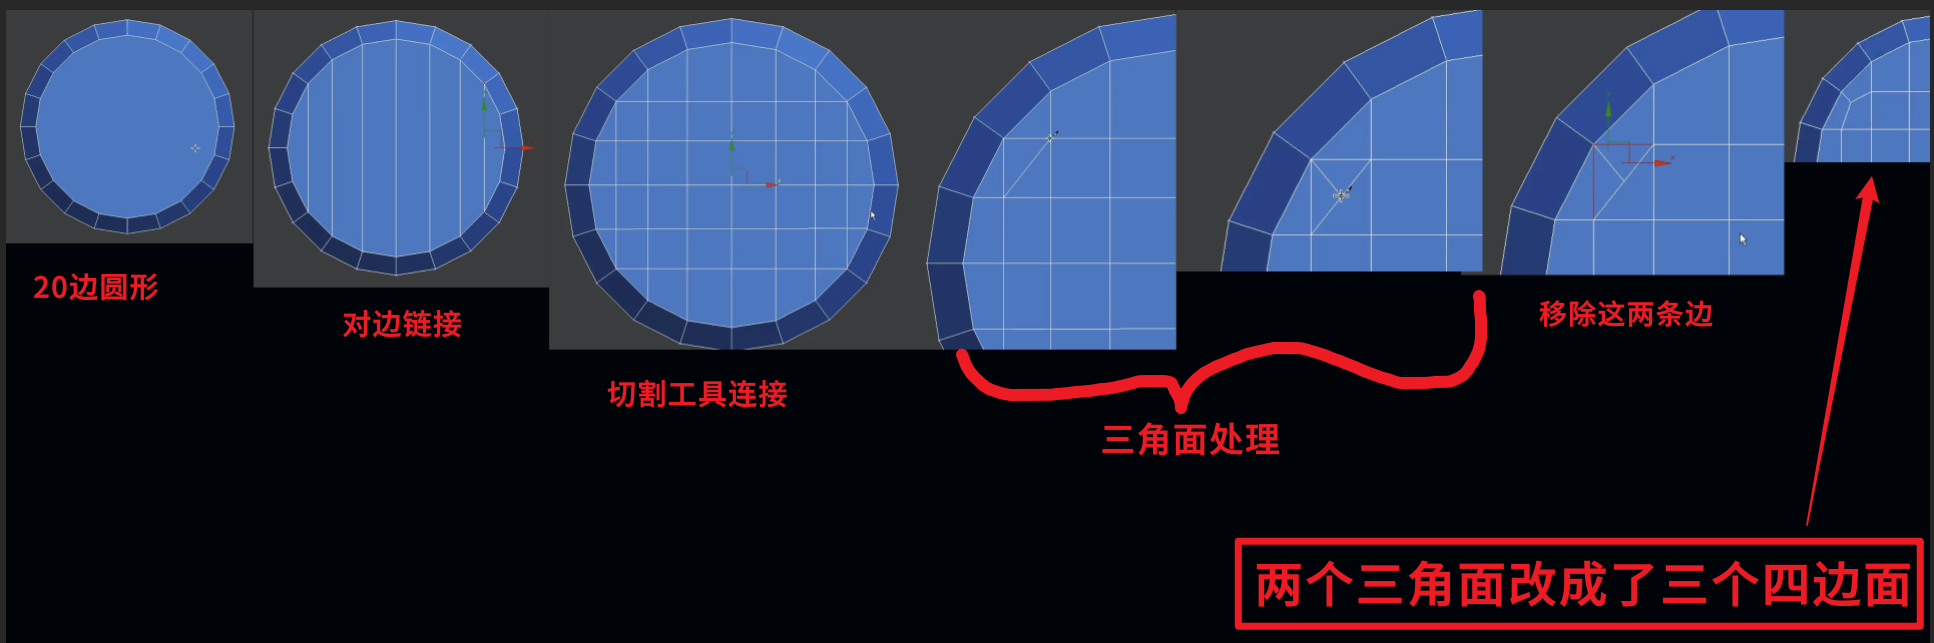 20边圆形
对边链接
切割工具连接
三角面处理
移除这两条边
两个三角面改成了三个四边面